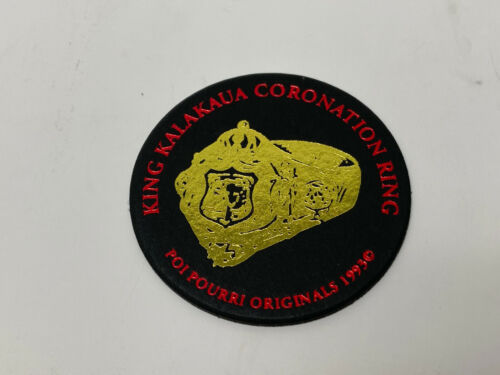 KING KALAKAUA CORONATION RING
POI POURRI ORIGINALS 1993©